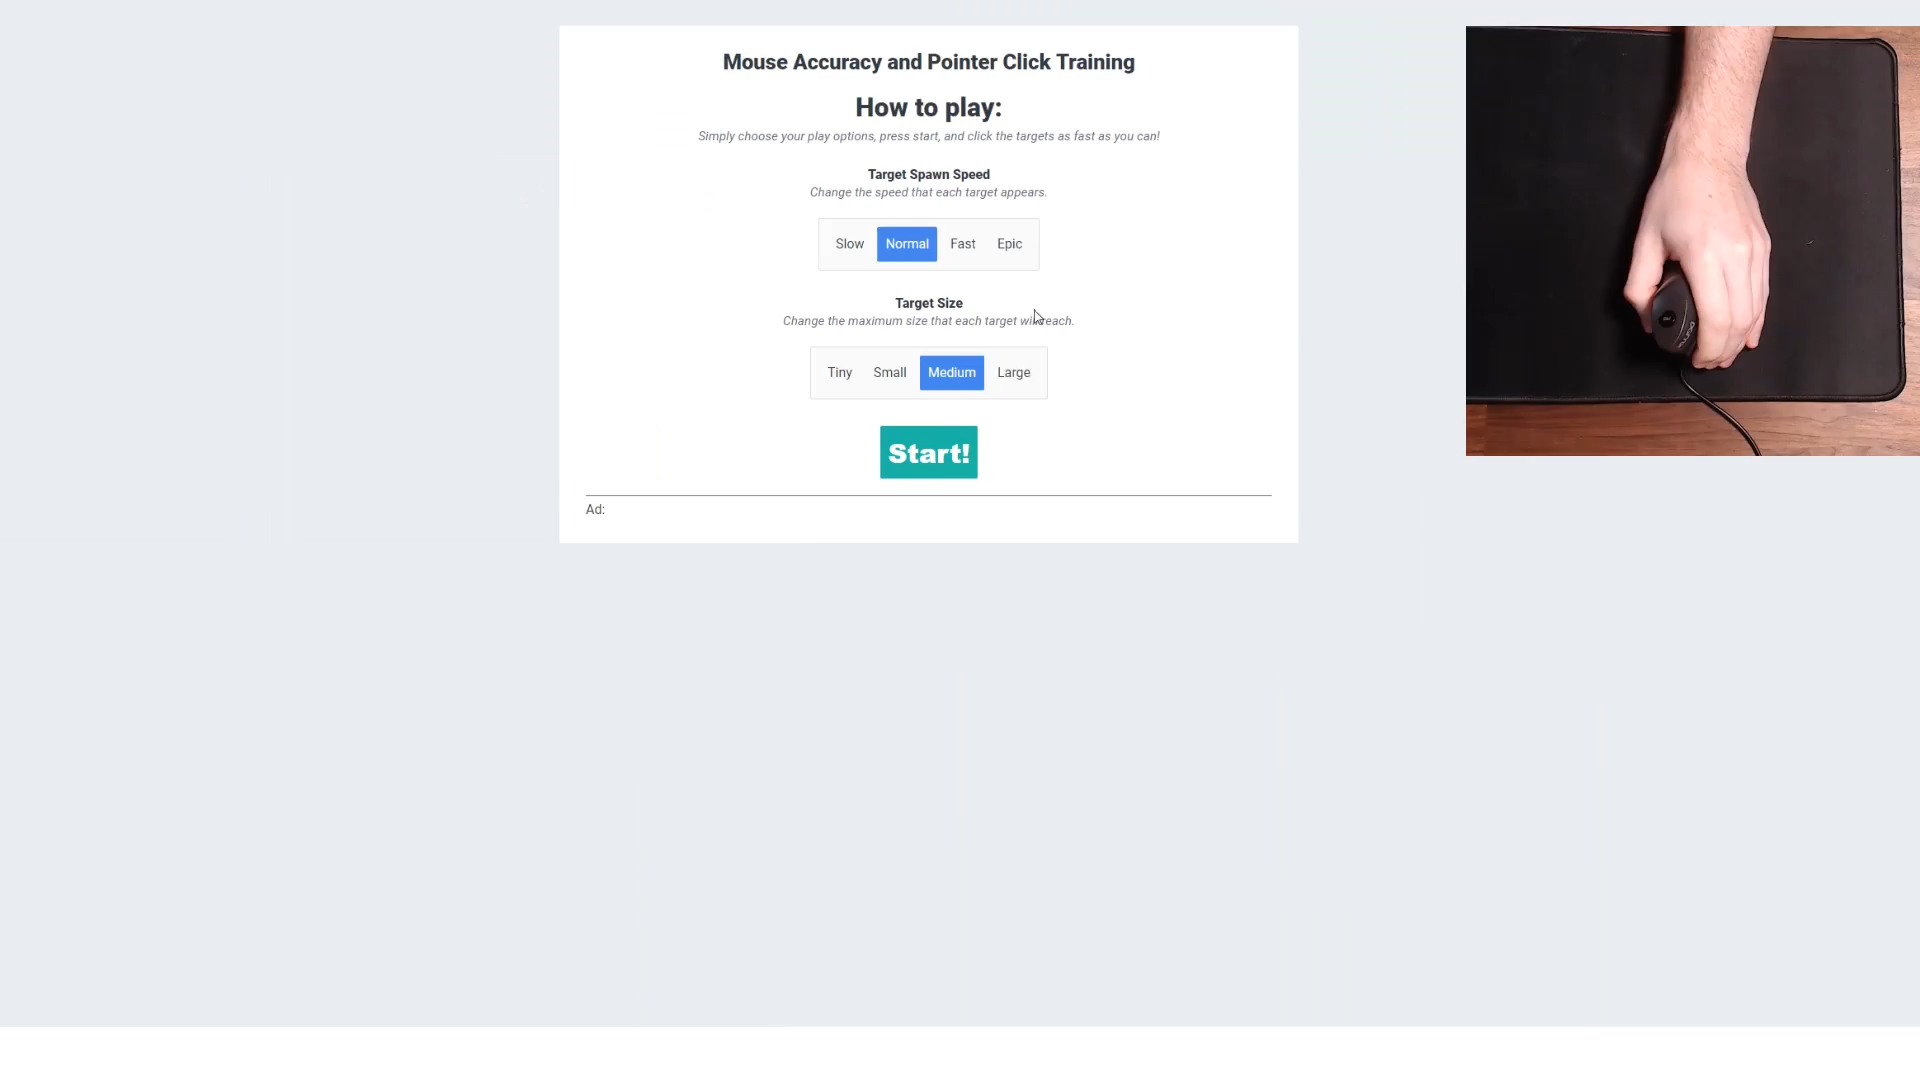 Mouse Accuracy and Pointer Click Training
How to play:
Simply choose your play options, press start, and click the targets as fast as you can!
Target Spawn Speed
Change the speed that each target appears.
Slow Normal Fast Epic
Target Size
Change the maximum size that each target will reach.
Tiny Small Medium Large
Start!
Ad: